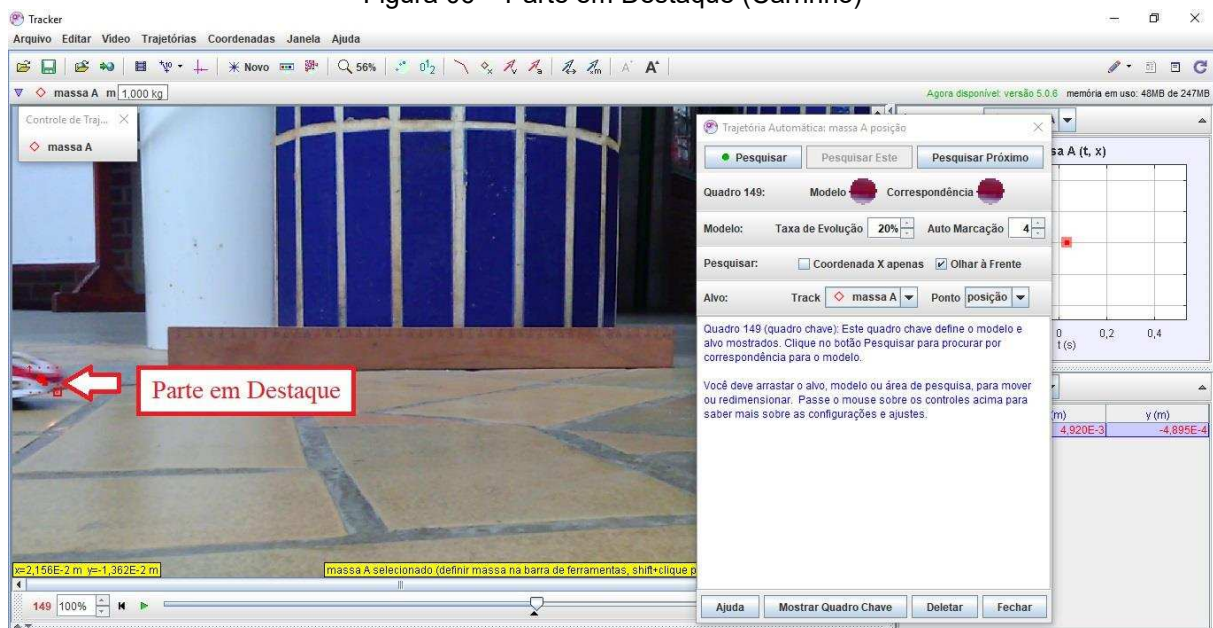 Tracker
Arquivo Editar Video Trajetórias Coordenadas Janela Ajuda
Novo 56%
massa A m 1,000 kg
Agora disponível: versão 5.0.6 memória em uso: 48MB de 247MB
Controle de Traj...
massa A
Trajetória Automática: massa A posição
Pesquisar Pesquisar Este Pesquisar Próximo
Quadro 149: Modelo Correspondência
Modelo: Taxa de Evolução 20% Auto Marcação 4
Pesquisar: Coordenada X apenas Olhar à Frente
Alvo: Track massa A Ponto posição
Quadro 149 (quadro chave): Este quadro chave define o modelo e
alvo mostrados. Clique no botão Pesquisar para procurar por
correspondência para o modelo.
Você deve arrastar o alvo, modelo ou área de pesquisa, para mover
ou redimensionar. Passe o mouse sobre os controles acima para
saber mais sobre as configurações e ajustes.
Ajuda Mostrar Quadro Chave Deletar Fechar
sa A (t, x)
0 0,2 0,4
t (s)
(m) y (m)
4,920E-3 -4,895E-4
Parte em Destaque
x=2,156E-2 m y=-1,362E-2 m
massa A selecionado (definir massa na barra de ferramentas, shift+clique p
149 100%